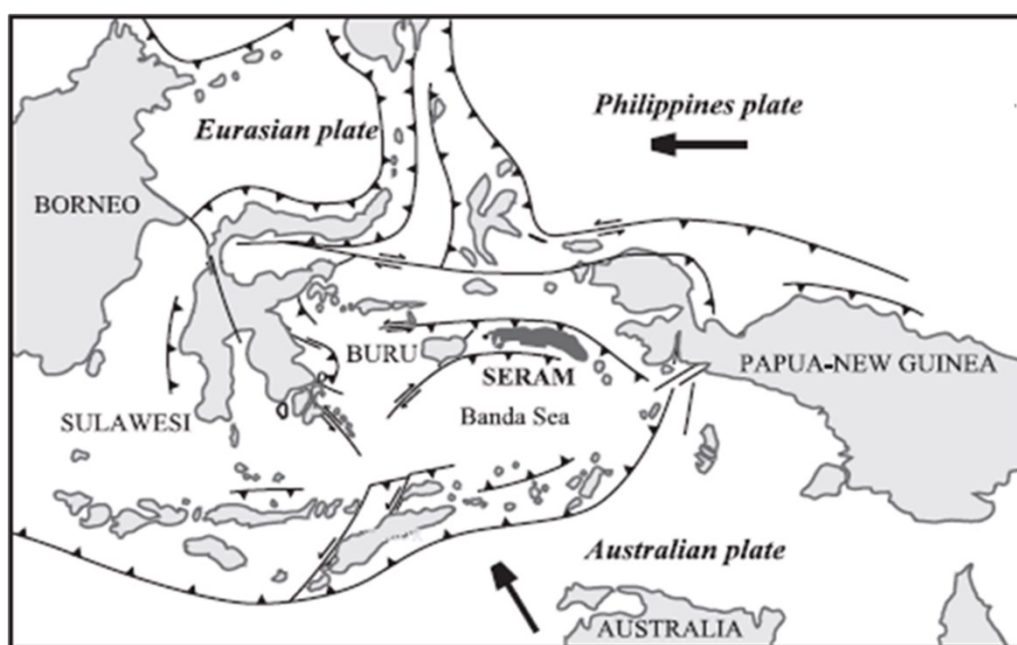 Philippines plate
Eurasian plate
BORNEO
BURU
PAPUA-NEW GUINEA
SERAM
SULAWESI
Banda Sea
Australian plate
AUSTRALIA